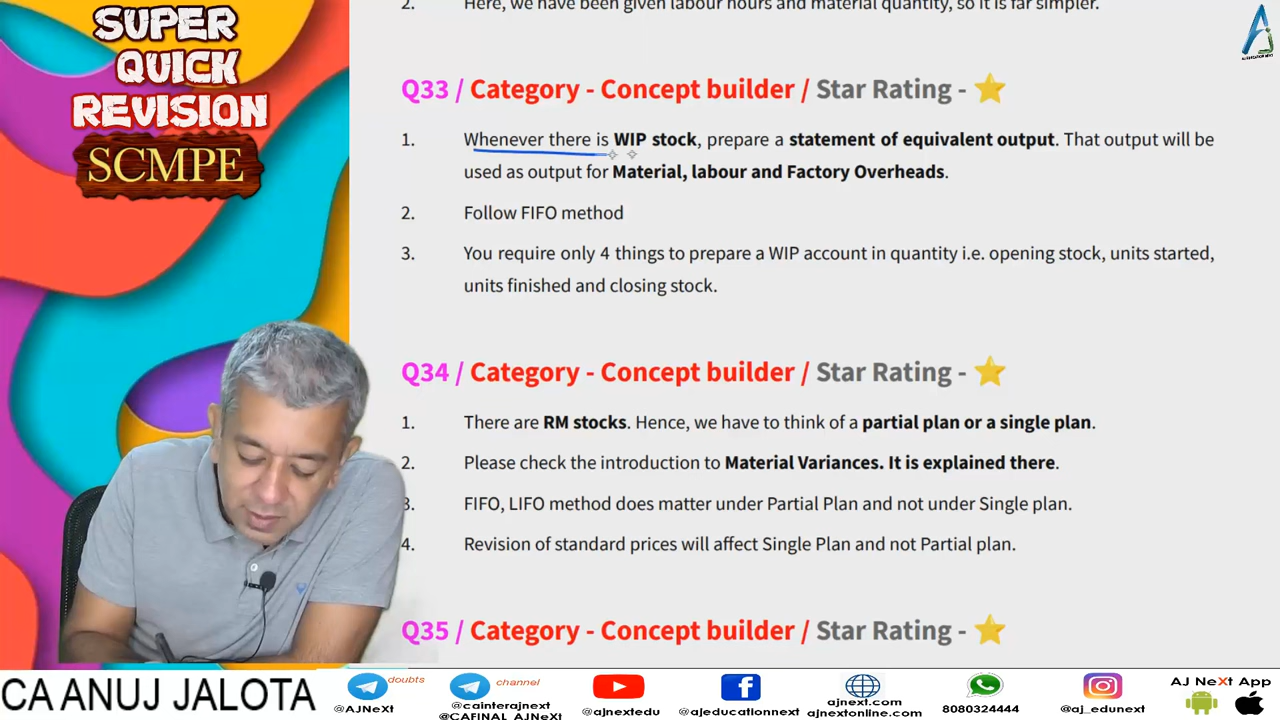 SUPER
QUICK
REVISION
SCMPE
2. Here, we have been given labour hours and material quantity, so it is far simpler.
Q33 / Category - Concept builder / Star Rating - ⭐
1. Whenever there is WIP stock, prepare a statement of equivalent output. That output will be
used as output for Material, labour and Factory Overheads.
2. Follow FIFO method
3. You require only 4 things to prepare a WIP account in quantity i.e. opening stock, units started,
units finished and closing stock.
Q34 / Category - Concept builder / Star Rating - ⭐
1. There are RM stocks. Hence, we have to think of a partial plan or a single plan.
2. Please check the introduction to Material Variances. It is explained there.
3. FIFO, LIFO method does matter under Partial Plan and not under Single plan.
4. Revision of standard prices will affect Single Plan and not Partial plan.
Q35 / Category - Concept builder / Star Rating - ⭐
CA ANUJ JALOTA
doubts
@AJNeXt
channel
@cainterajnext
@CAFINAL_AJNeXt
@ajnextedu
@ajeducationnext
ajnext.com
ajnextonline.com
8080324444
@aj_edunext
AJ NeXt App